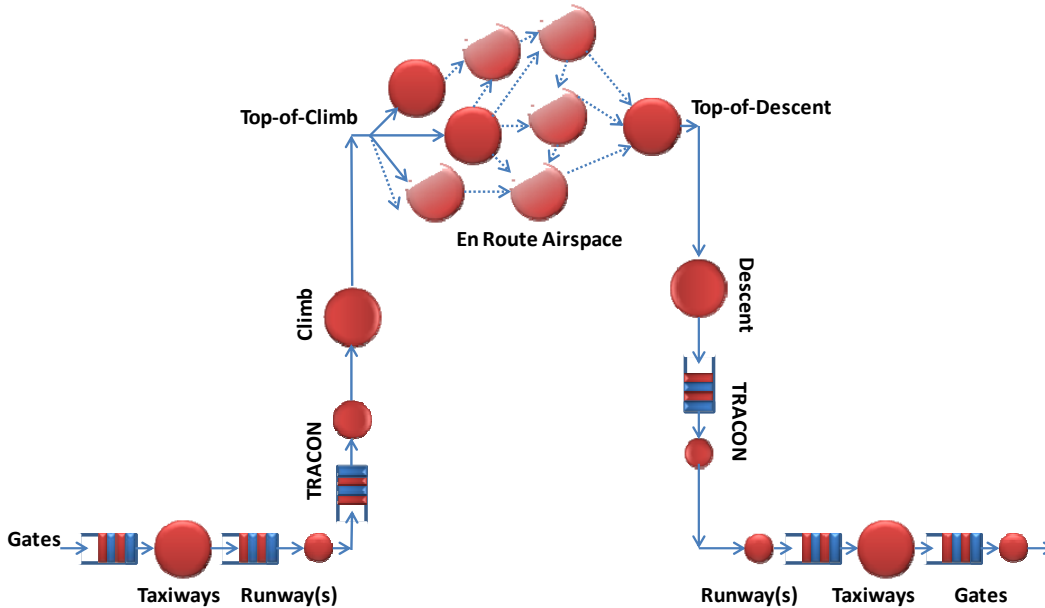 Top-of-Climb
Top-of-Descent
En Route Airspace
Climb
Descent
TRACON
TRACON
Gates
Taxiways
Runway(s)
Runway(s)
Taxiways
Gates